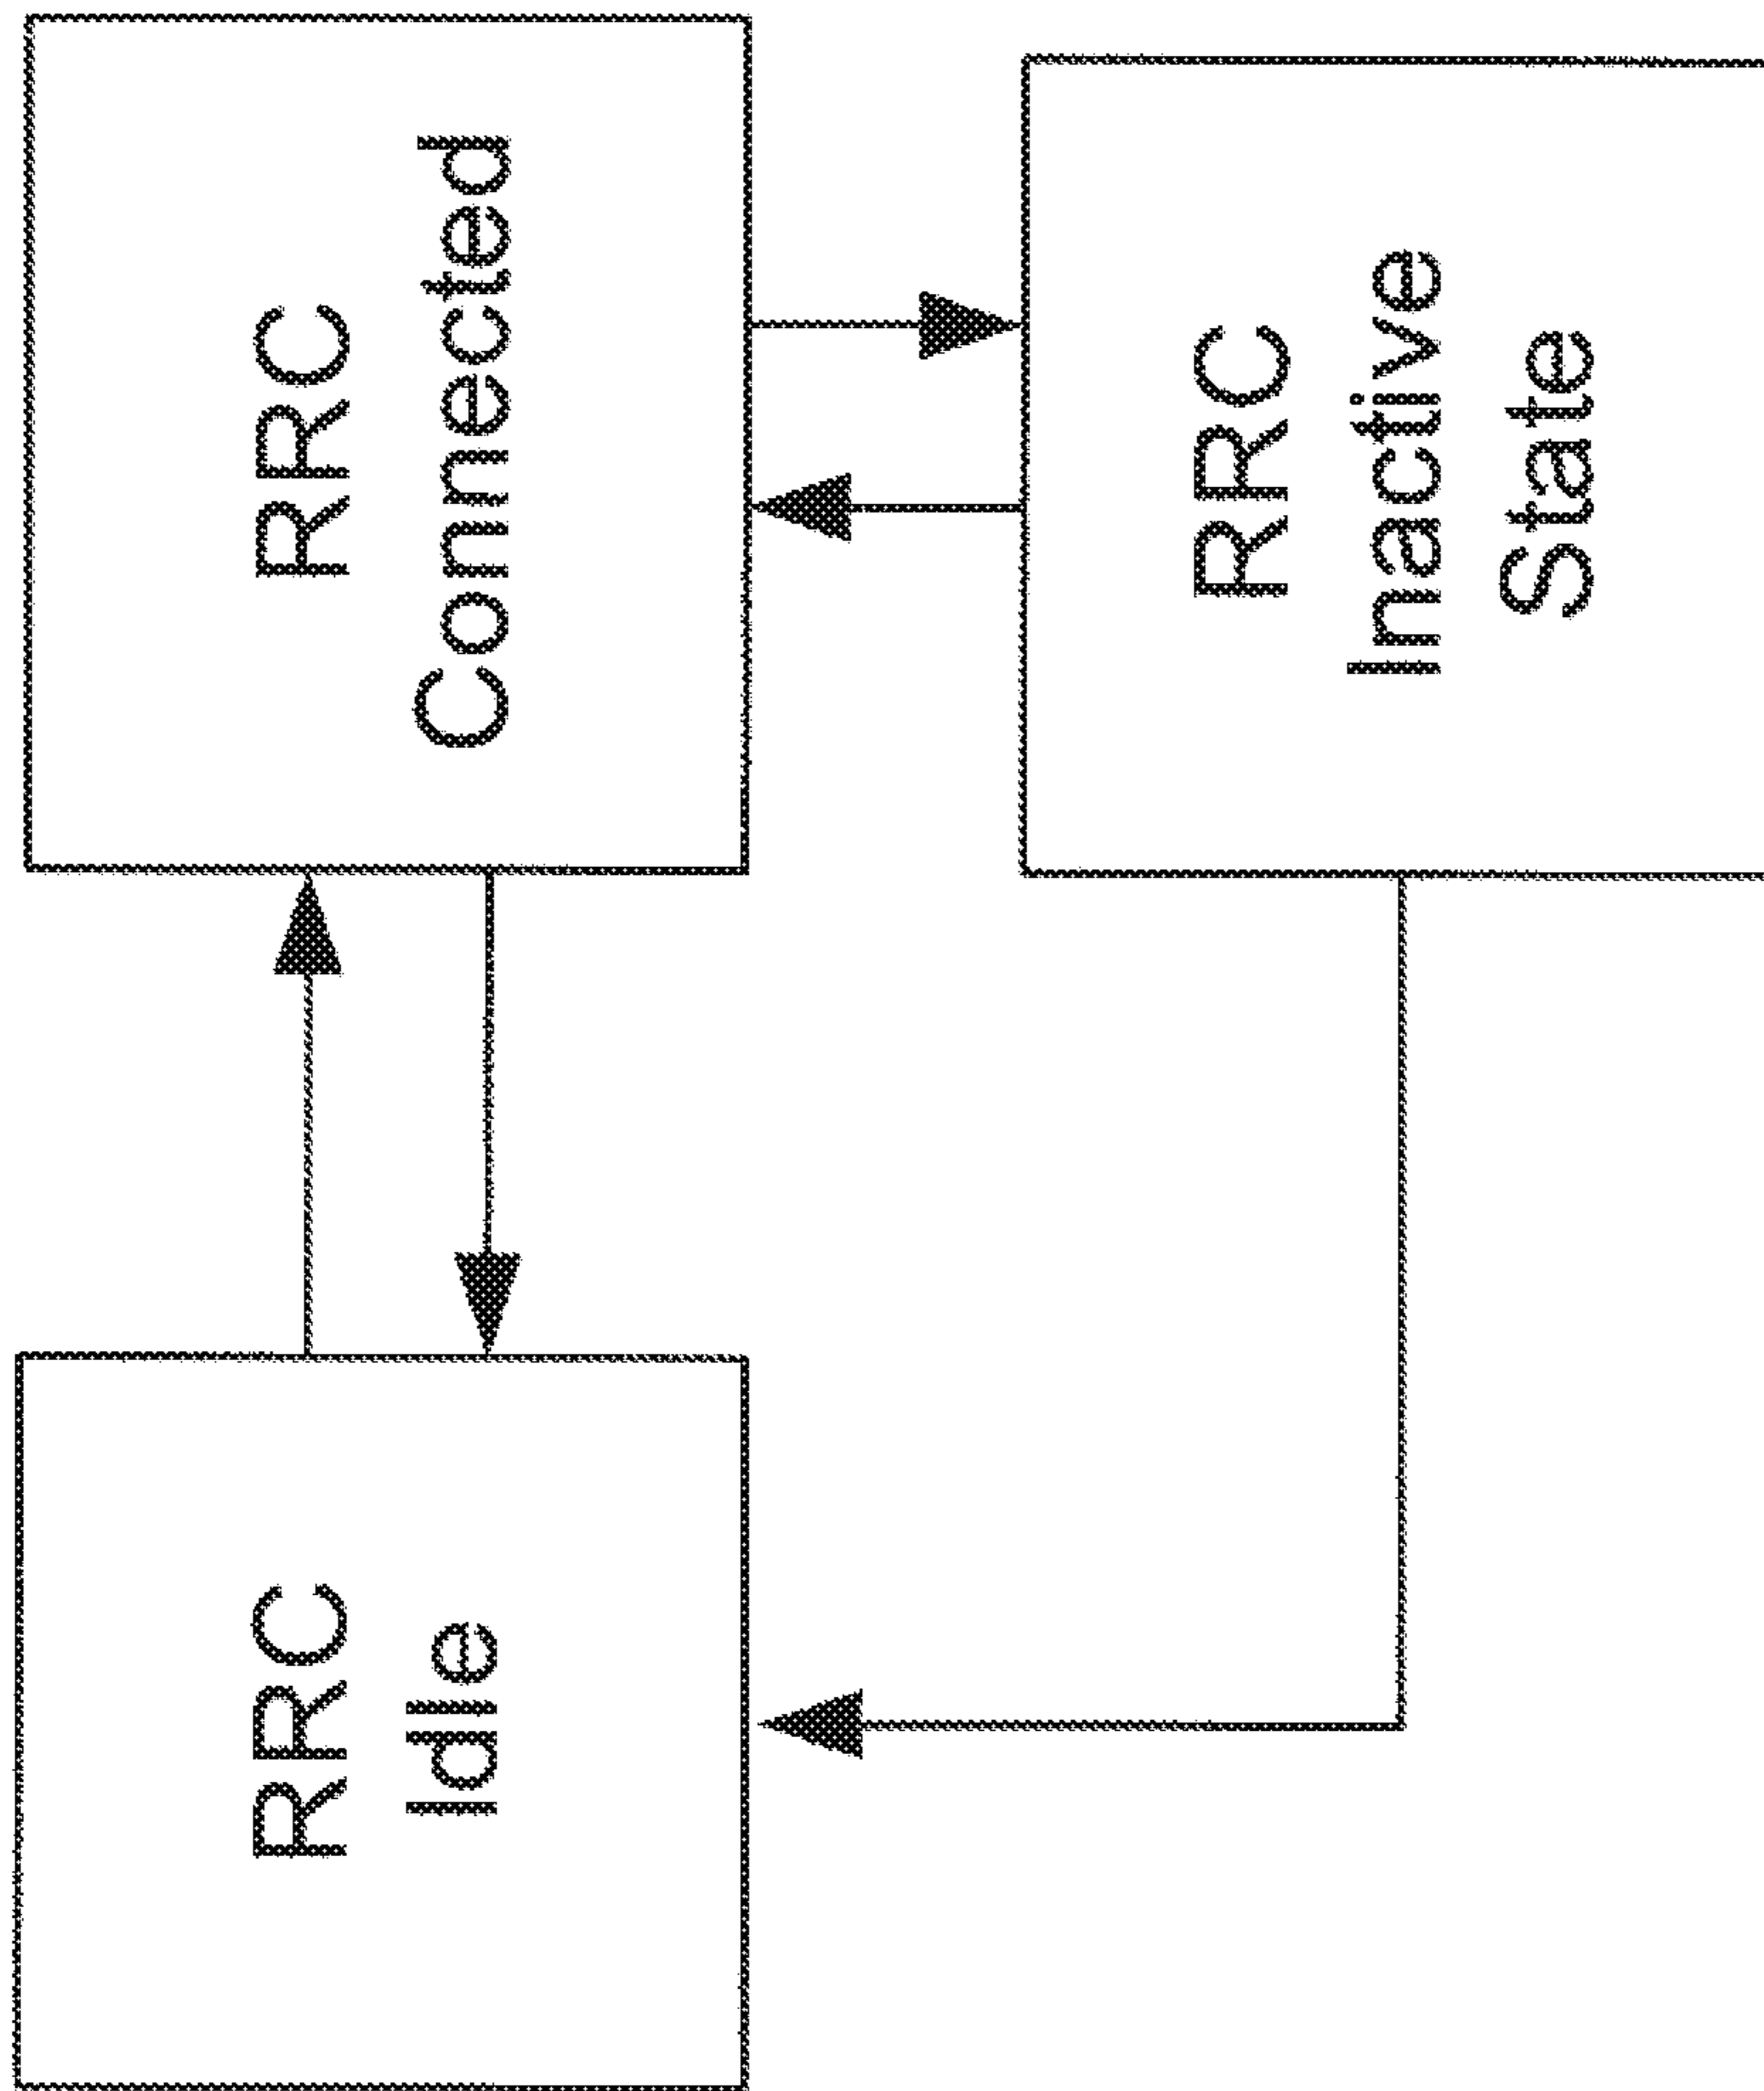 RRC
Idle
RRC
Connected
RRC
Inactive
State